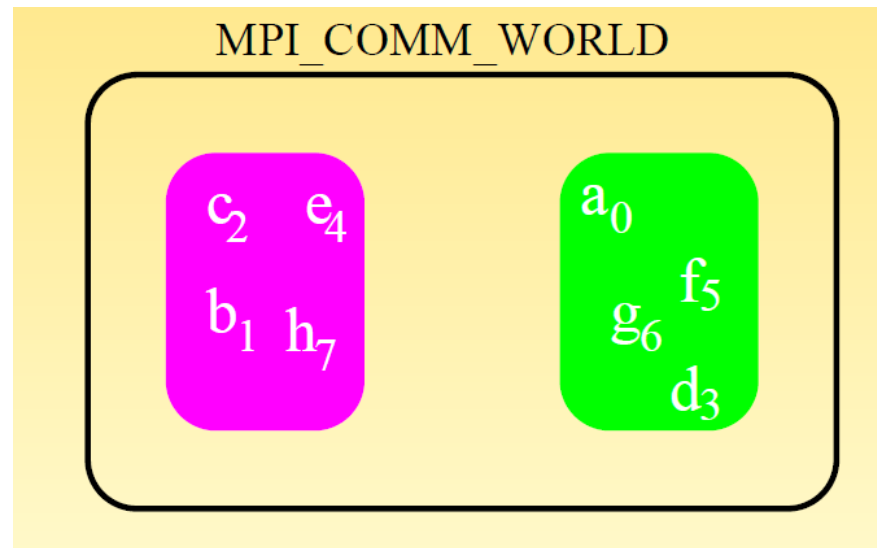 MPI_COMM_WORLD
c₂ e₄
b₁ h₇
a₀
f₅
g₆
d₃